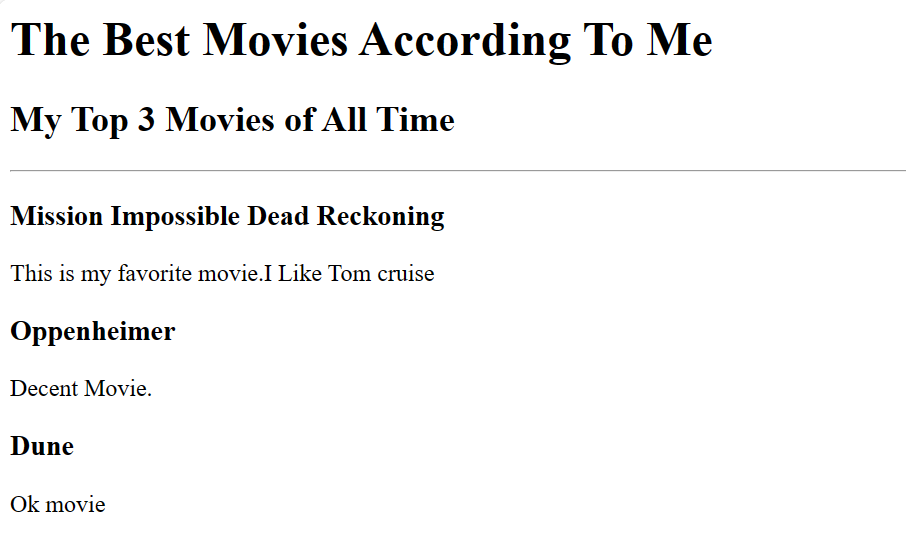 The Best Movies According To Me
My Top 3 Movies of All Time
Mission Impossible Dead Reckoning
This is my favorite movie.I Like Tom cruise
Oppenheimer
Decent Movie.
Dune
Ok movie